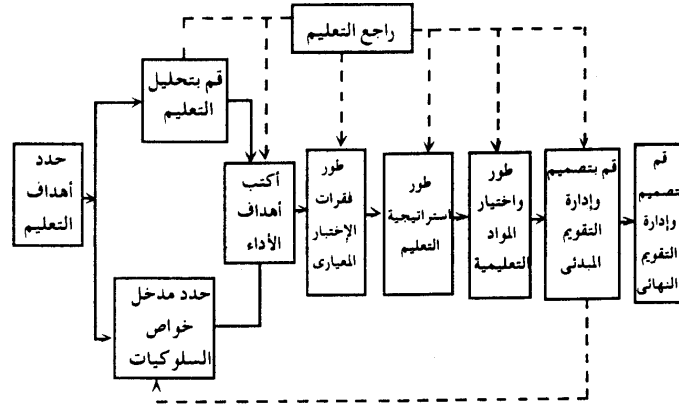 راجع التعليم
قم بتحليل
التعليم
حدد
أهداف
التعليم
أكتب
أهداف
الأداء
حدد مدخل
خواص
السلوكيات
طور
فقرات
الإختبار
المعيارى
طور
استراتيجية
التعليم
طور
واختيار
المواد
التعليمية
قم بتصميم
وإدارة
التقويم
المبدئى
قم
بتصميم
وإدارة
التقويم
النهائى